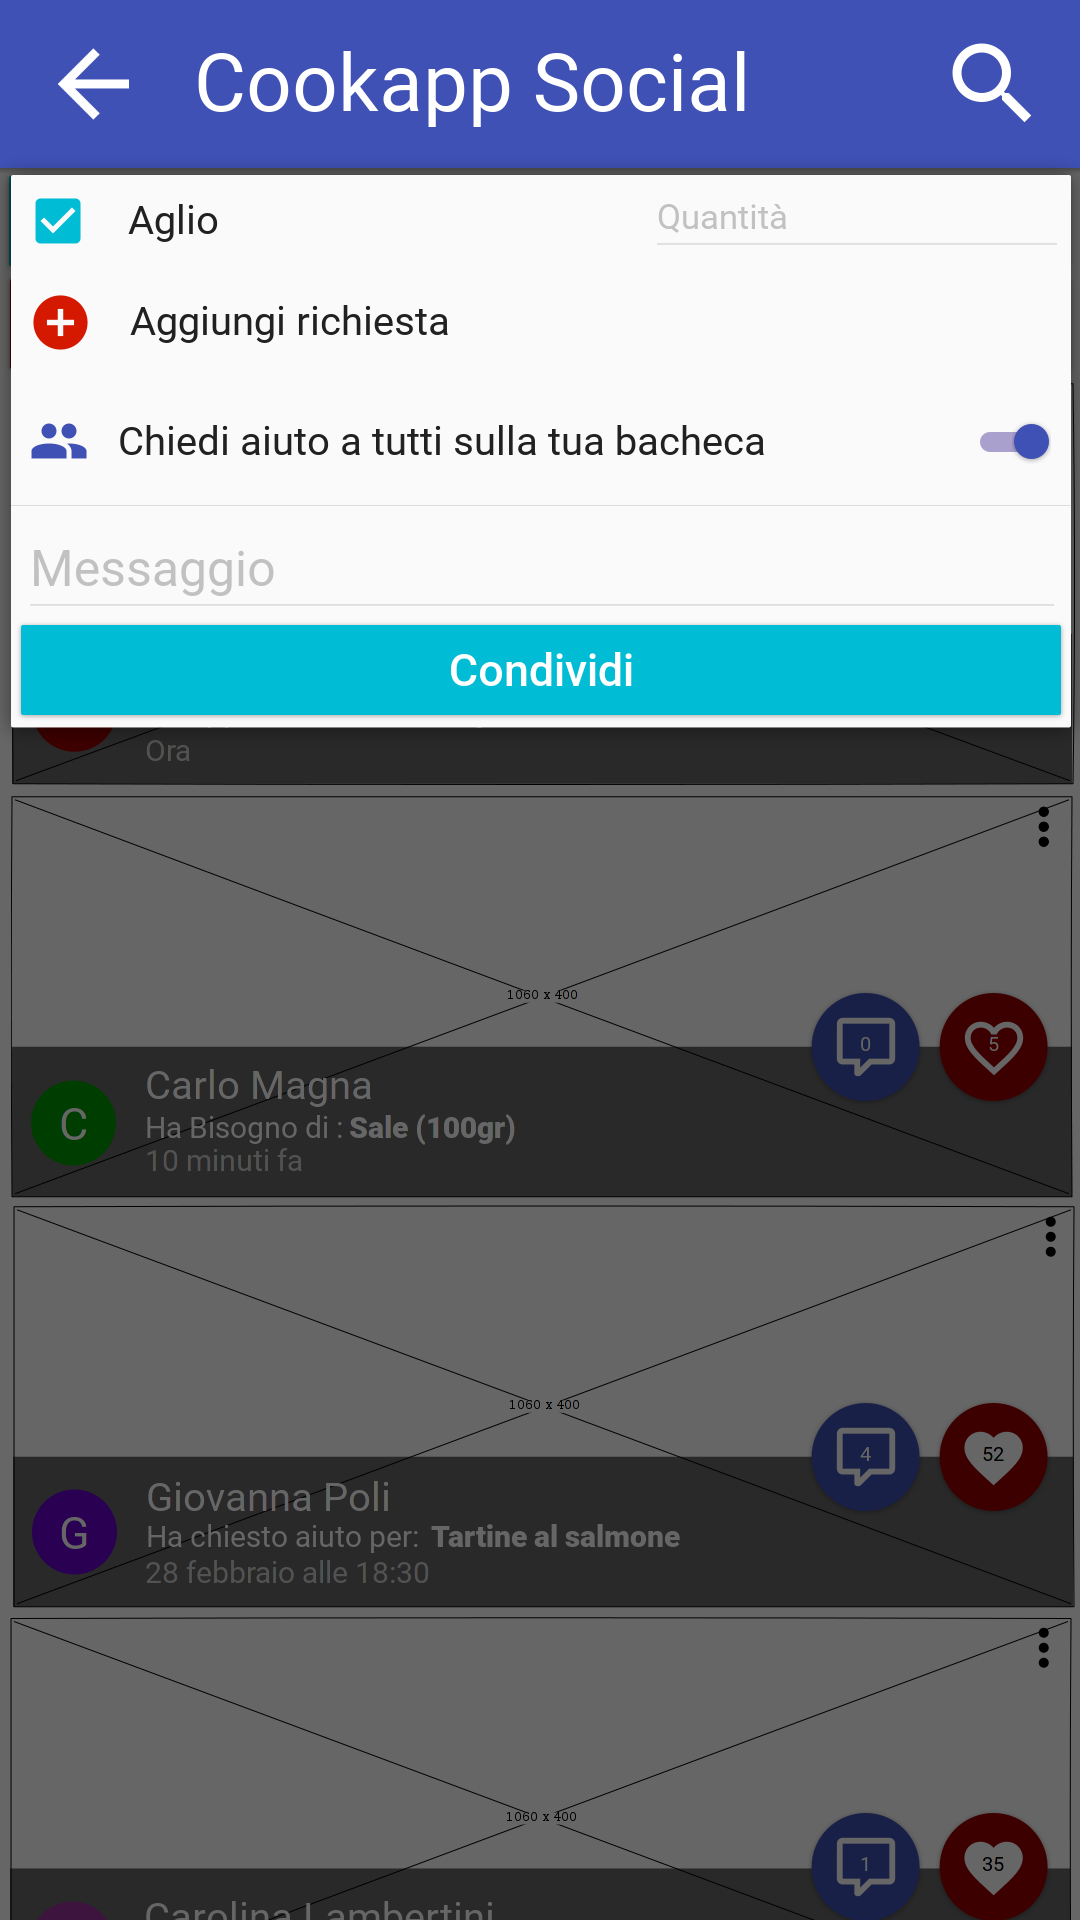 Cookapp Social
Aglio
Quantità
Aggiungi richiesta
Chiedi aiuto a tutti sulla tua bacheca
Messaggio
Condividi
Ora
1060 x 400
0
5
C
Carlo Magna
Ha Bisogno di : Sale (100gr)
10 minuti fa
1060 x 400
4
52
G
Giovanna Poli
Ha chiesto aiuto per: Tartine al salmone
28 febbraio alle 18:30
1060 x 400
1
35
Carolina Lambertini